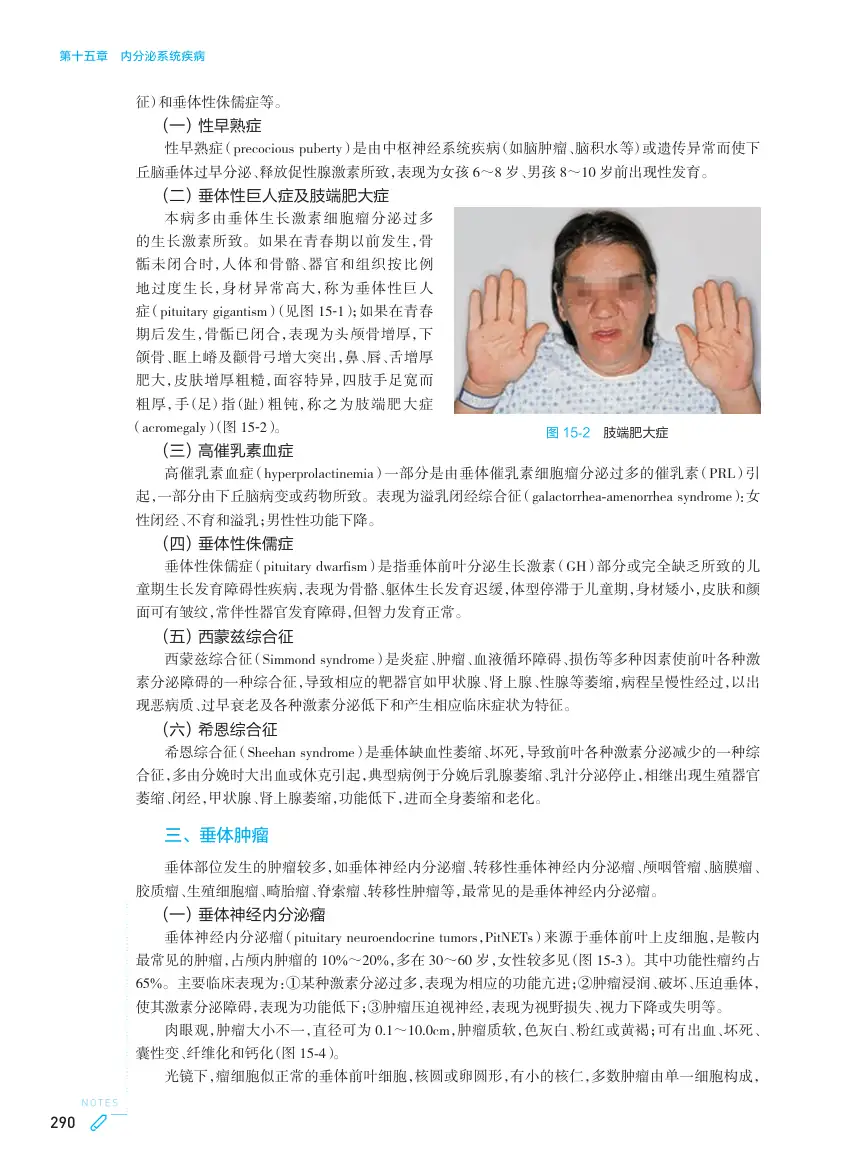 第十五章 内分泌系统疾病
征)和垂体性侏儒症等。
(一)性早熟症
性早熟症(precocious puberty)是由中枢神经系统疾病(如脑肿瘤、脑积水等)或遗传异常而使下
丘脑垂体过早分泌、释放促性腺激素所致,表现为女孩 6~8 岁、男孩 8~10 岁前出现性发育。
(二)垂体性巨人症及肢端肥大症
本病多由垂体生长激素细胞瘤分泌过多
的生长激素所致。如果在青春期以前发生,骨
骺未闭合时,人体和骨骼、器官和组织按比例
地过度生长,身材异常高大,称为垂体性巨人
症(pituitary gigantism)(见图 15-1);如果在青春
期后发生,骨骺已闭合,表现为头颅骨增厚,下
颌骨、眶上嵴及颧骨弓增大突出,鼻、唇、舌增厚
肥大,皮肤增厚粗糙,面容特异,四肢手足宽而
粗厚,手(足)指(趾)粗钝,称之为肢端肥大症
(acromegaly)(图 15-2)。
图 15-2 肢端肥大症
(三)高催乳素血症
高催乳素血症(hyperprolactinemia)一部分是由垂体催乳素细胞瘤分泌过多的催乳素(PRL)引
起,一部分由下丘脑病变或药物所致。表现为溢乳闭经综合征(galactorrhea-amenorrhea syndrome):女
性闭经、不育和溢乳;男性性功能下降。
(四)垂体性侏儒症
垂体性侏儒症(pituitary dwarfism)是指垂体前叶分泌生长激素(GH)部分或完全缺乏所致的儿
童期生长发育障碍性疾病,表现为骨骼、躯体生长发育迟缓,体型停滞于儿童期,身材矮小,皮肤和颜
面可有皱纹,常伴性器官发育障碍,但智力发育正常。
(五)西蒙兹综合征
西蒙兹综合征(Simmond syndrome)是炎症、肿瘤、血液循环障碍、损伤等多种因素使前叶各种激
素分泌障碍的一种综合征,导致相应的靶器官如甲状腺、肾上腺、性腺等萎缩,病程呈慢性经过,以出
现恶病质、过早衰老及各种激素分泌低下和产生相应临床症状为特征。
(六)希恩综合征
希恩综合征(Sheehan syndrome)是垂体缺血性萎缩、坏死,导致前叶各种激素分泌减少的一种综
合征,多由分娩时大出血或休克引起,典型病例于分娩后乳腺萎缩、乳汁分泌停止,相继出现生殖器官
萎缩、闭经,甲状腺、肾上腺萎缩,功能低下,进而全身萎缩和老化。
三、垂体肿瘤
垂体部位发生的肿瘤较多,如垂体神经内分泌瘤、转移性垂体神经内分泌瘤、颅咽管瘤、脑膜瘤、
胶质瘤、生殖细胞瘤、畸胎瘤、脊索瘤、转移性肿瘤等,最常见的是垂体神经内分泌瘤。
(一)垂体神经内分泌瘤
垂体神经内分泌瘤(pituitary neuroendocrine tumors,PitNETs)来源于垂体前叶上皮细胞,是鞍内
最常见的肿瘤,占颅内肿瘤的 10%~20%,多在 30~60 岁,女性较多见(图 15-3)。其中功能性瘤约占
65%。主要临床表现为:①某种激素分泌过多,表现为相应的功能亢进;②肿瘤浸润、破坏、压迫垂体,
使其激素分泌障碍,表现为功能低下;③肿瘤压迫视神经,表现为视野损失、视力下降或失明等。
肉眼观,肿瘤大小不一,直径可为 0.1~10.0cm,肿瘤质软,色灰白、粉红或黄褐;可有出血、坏死、
囊性变、纤维化和钙化(图 15-4)。
光镜下,瘤细胞似正常的垂体前叶细胞,核圆或卵圆形,有小的核仁,多数肿瘤由单一细胞构成,
NOTES
290